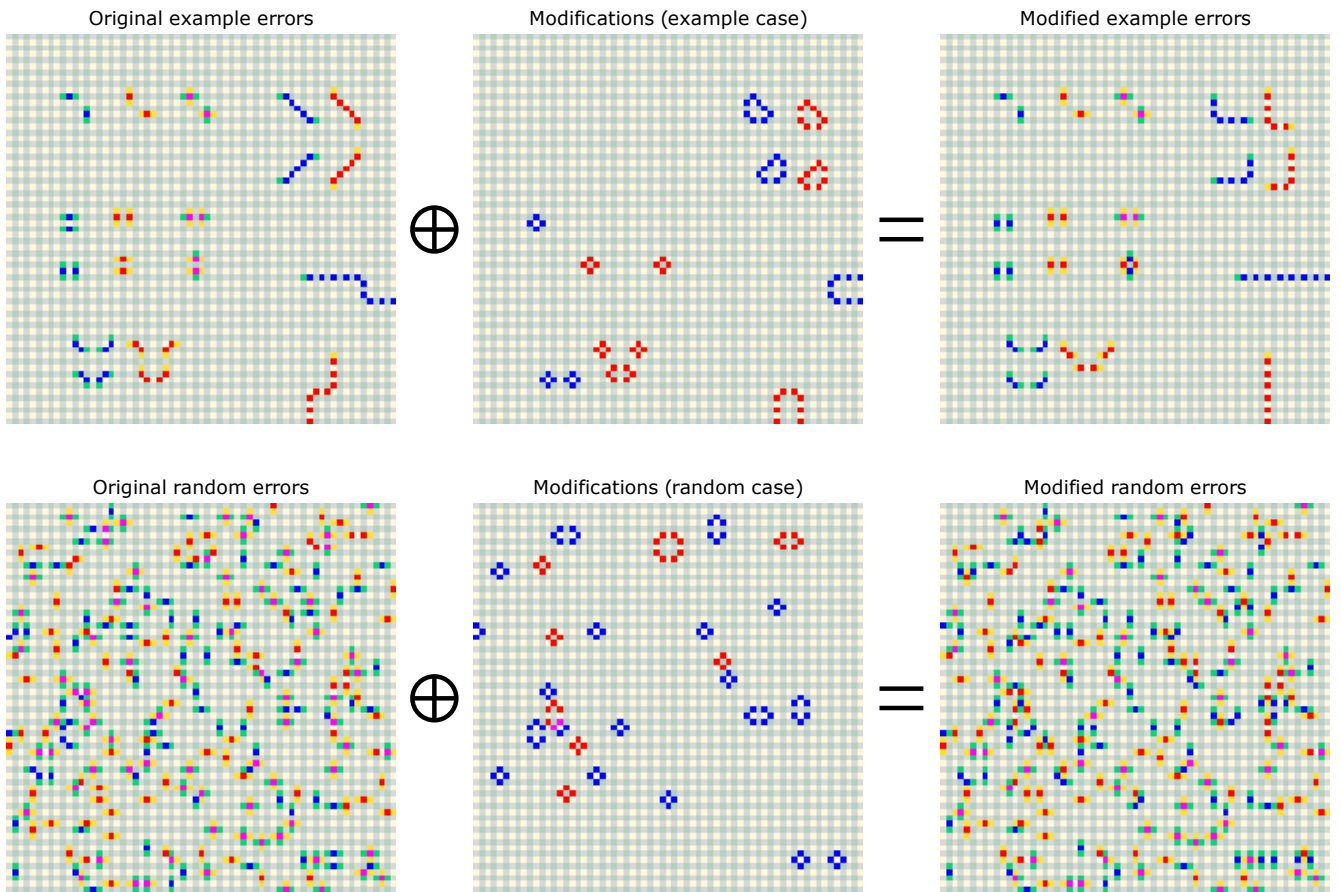 Original example errors
Modifications (example case)
Modified example errors
Original random errors
Modifications (random case)
Modified random errors